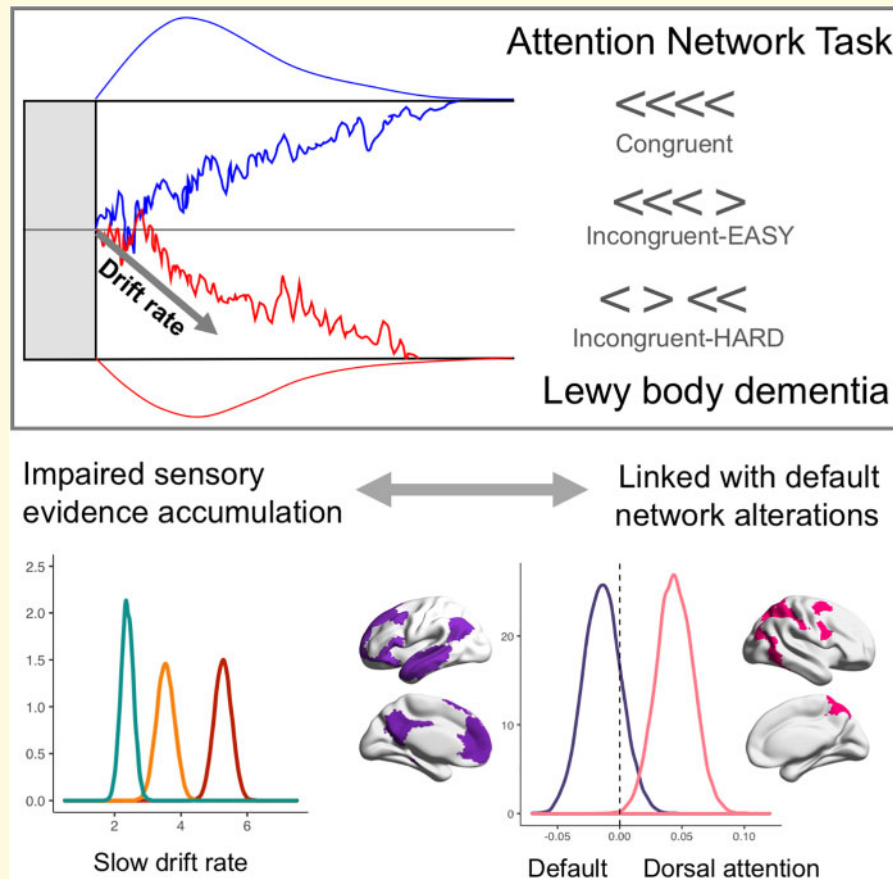 Attention Network Task
<<<<
Congruent
<<< >
Incongruent-EASY
< > <<
Incongruent-HARD
Drift rate
Lewy body dementia
Impaired sensory
evidence accumulation
Linked with default
network alterations
2.5
2.0
1.5
1.0
0.5
0.0
2 4 6
Slow drift rate
20
10
0
-0.05 0.00 0.05 0.10
Default Dorsal attention